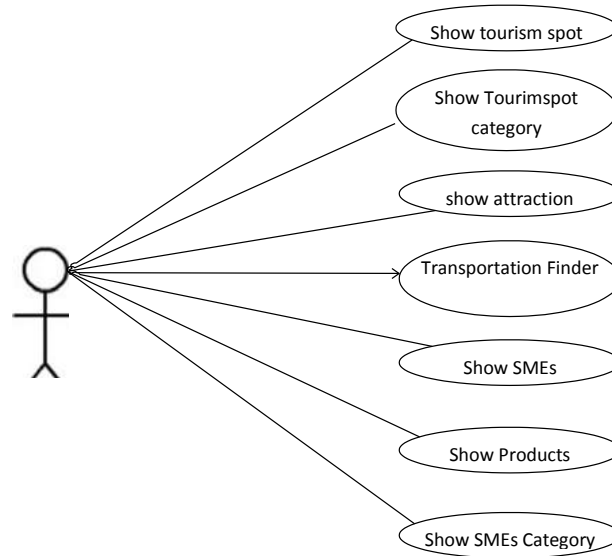 Show tourism spot
Show Tourimspot
category
show attraction
Transportation Finder
Show SMEs
Show Products
Show SMEs Category